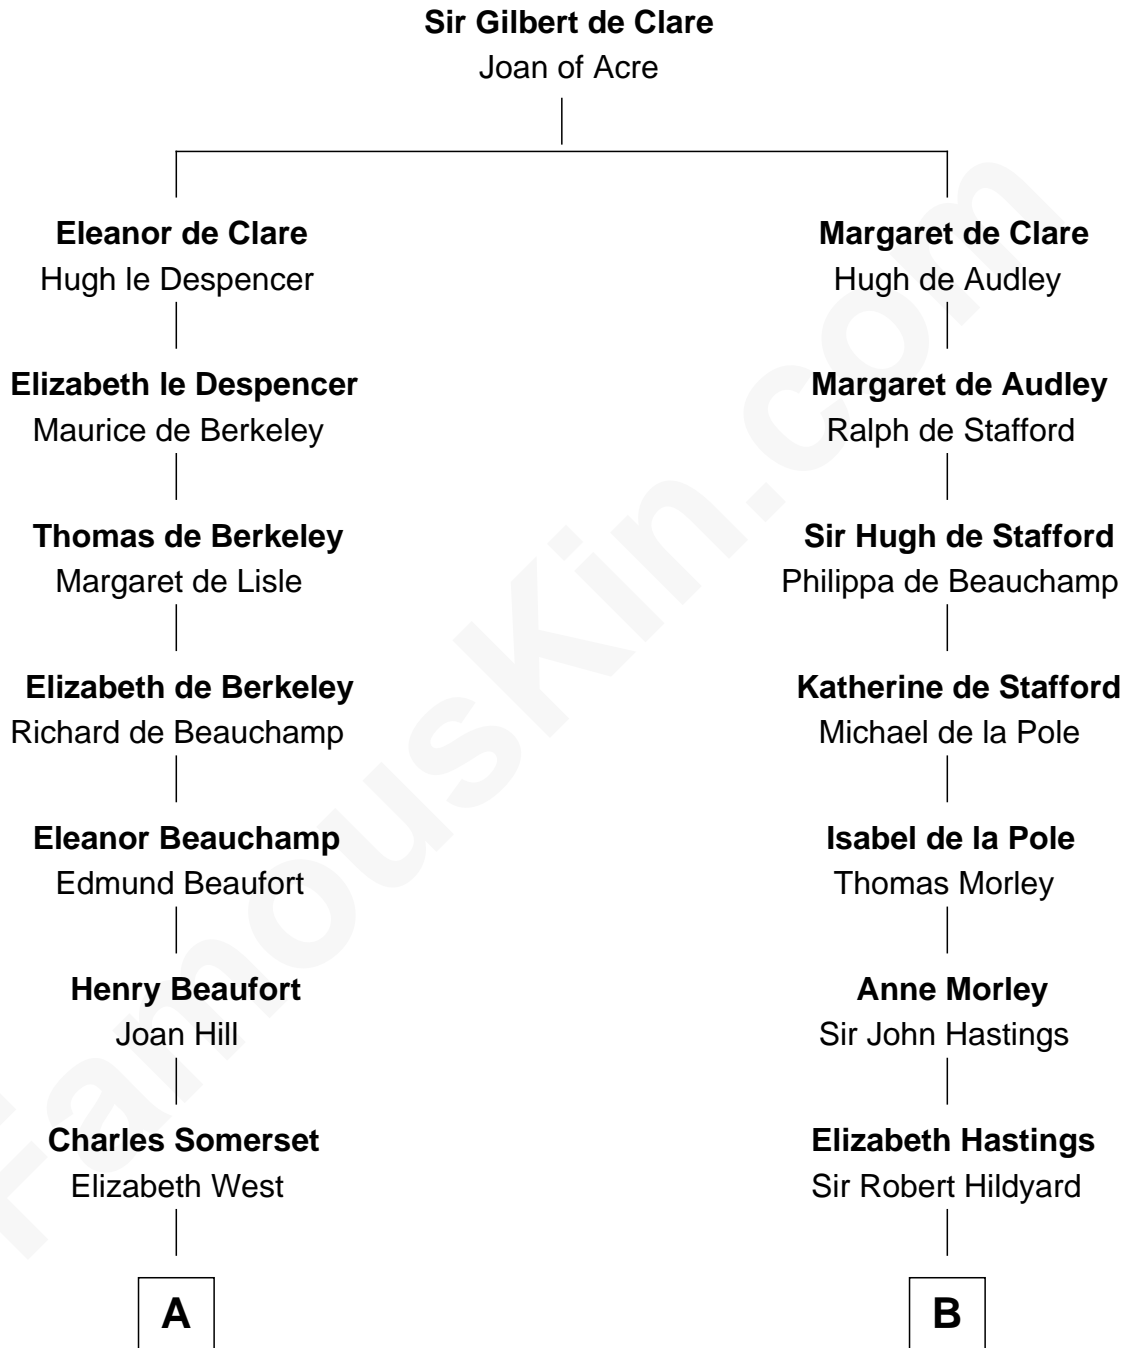 Sir Gilbert de Clare
Joan of Acre
Eleanor de Clare
Hugh le Despencer
Margaret de Clare
Hugh de Audley
Elizabeth le Despencer
Maurice de Berkeley
Margaret de Audley
Ralph de Stafford
Thomas de Berkeley
Margaret de Lisle
Sir Hugh de Stafford
Philippa de Beauchamp
Elizabeth de Berkeley
Richard de Beauchamp
Katherine de Stafford
Michael de la Pole
Eleanor Beauchamp
Edmund Beaufort
Isabel de la Pole
Thomas Morley
Henry Beaufort
Joan Hill
Anne Morley
Sir John Hastings
Charles Somerset
Elizabeth West
Elizabeth Hastings
Sir Robert Hildyard
A
B
FamousKin.com